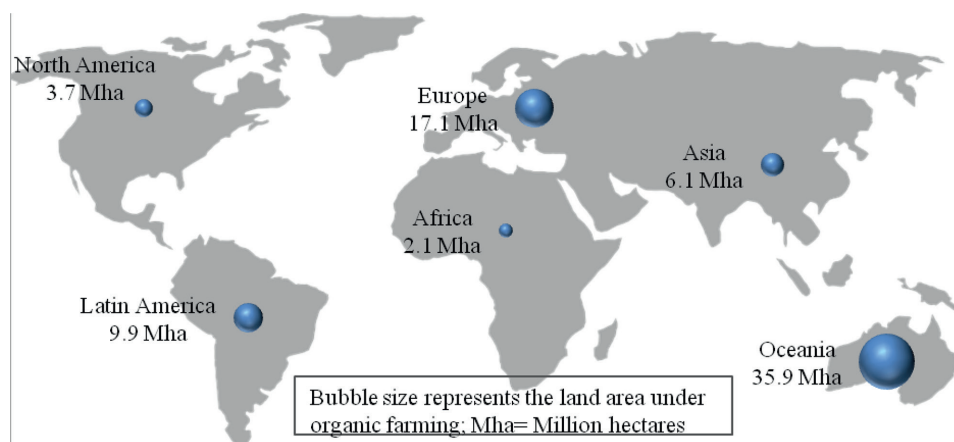 North America
3.7 Mha
Europe
17.1 Mha
Asia
6.1 Mha
Africa
2.1 Mha
Latin America
9.9 Mha
Oceania
35.9 Mha
Bubble size represents the land area under
organic farming; Mha= Million hectares